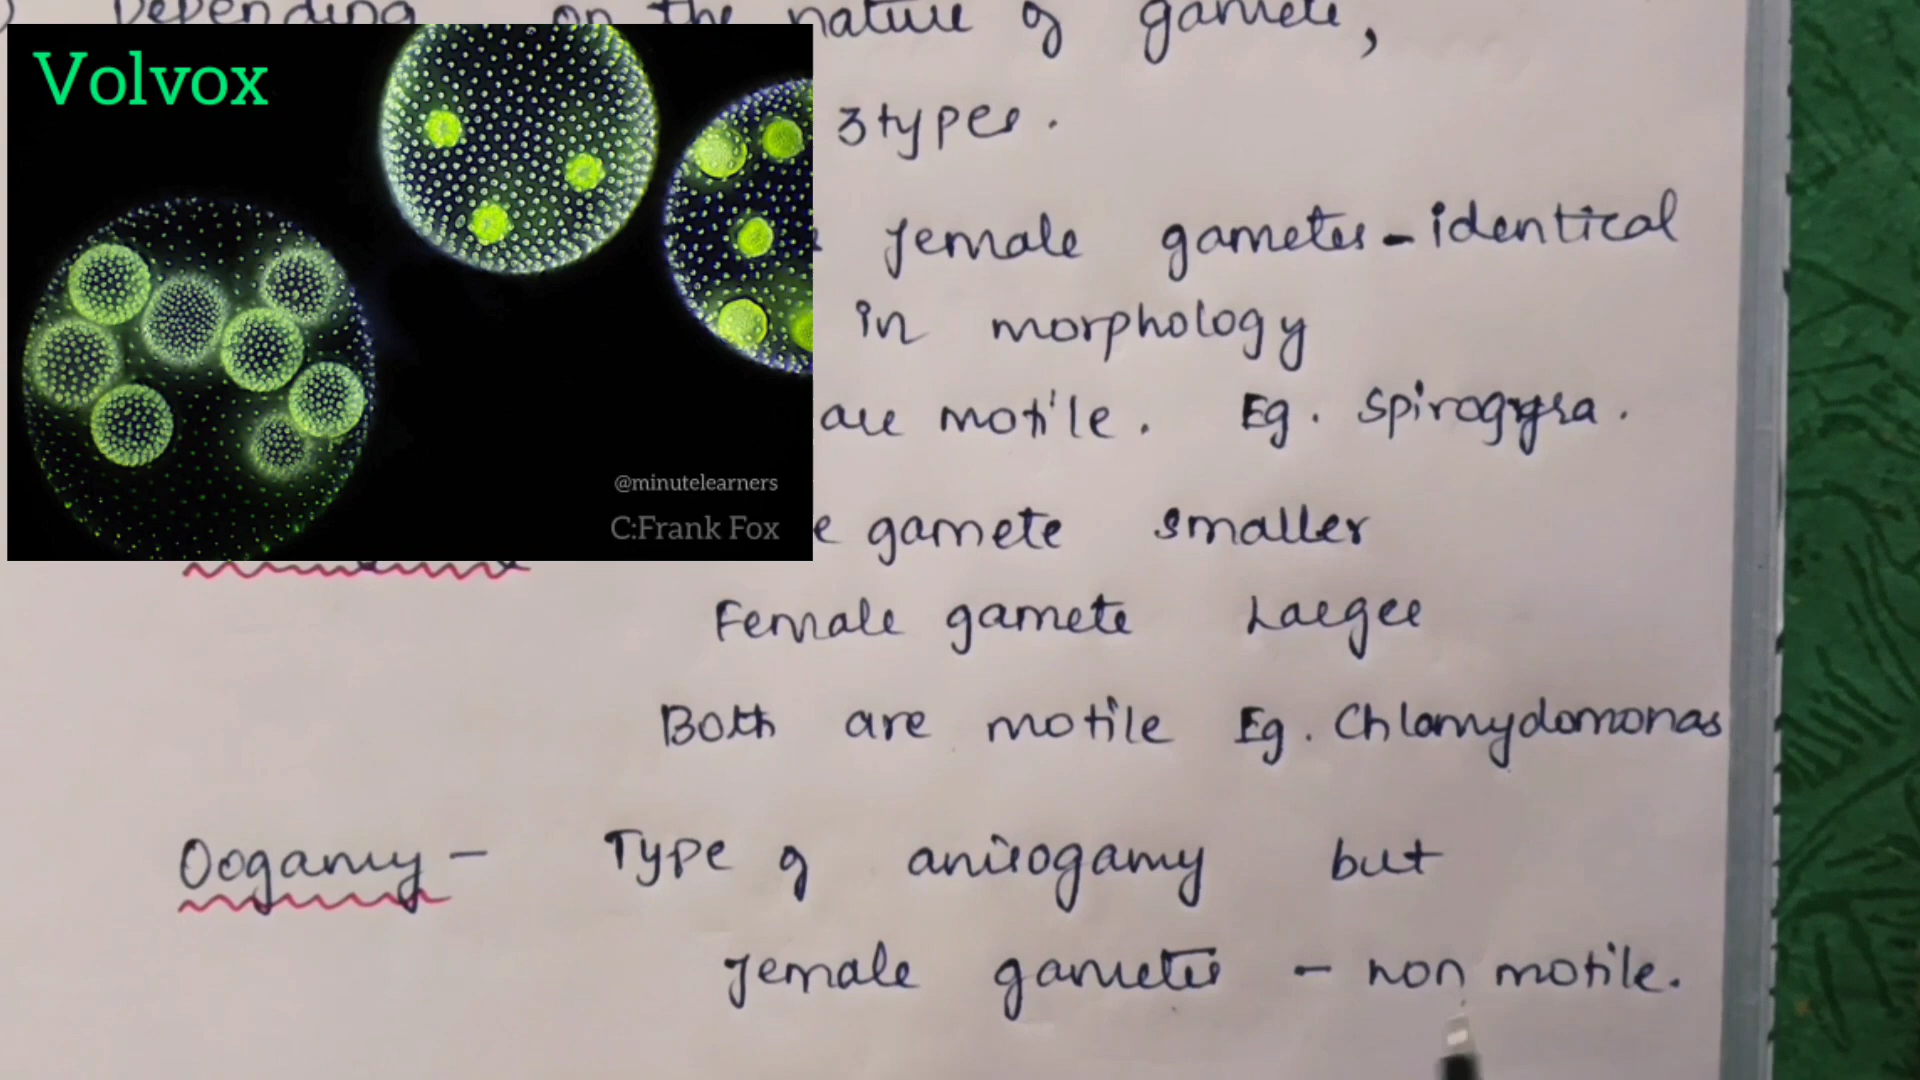 Depending on the nature of gamete,
Volvox
3 types.
female gametes - identical
in morphology
are motile. Eg. Spirogyra.
@minutelearners
C:Frank Fox
e gamete smaller
Female gamete Larger
Both are motile Eg. Chlamydomonas
Oogamy - Type of anisogamy but
female gametes - non motile.